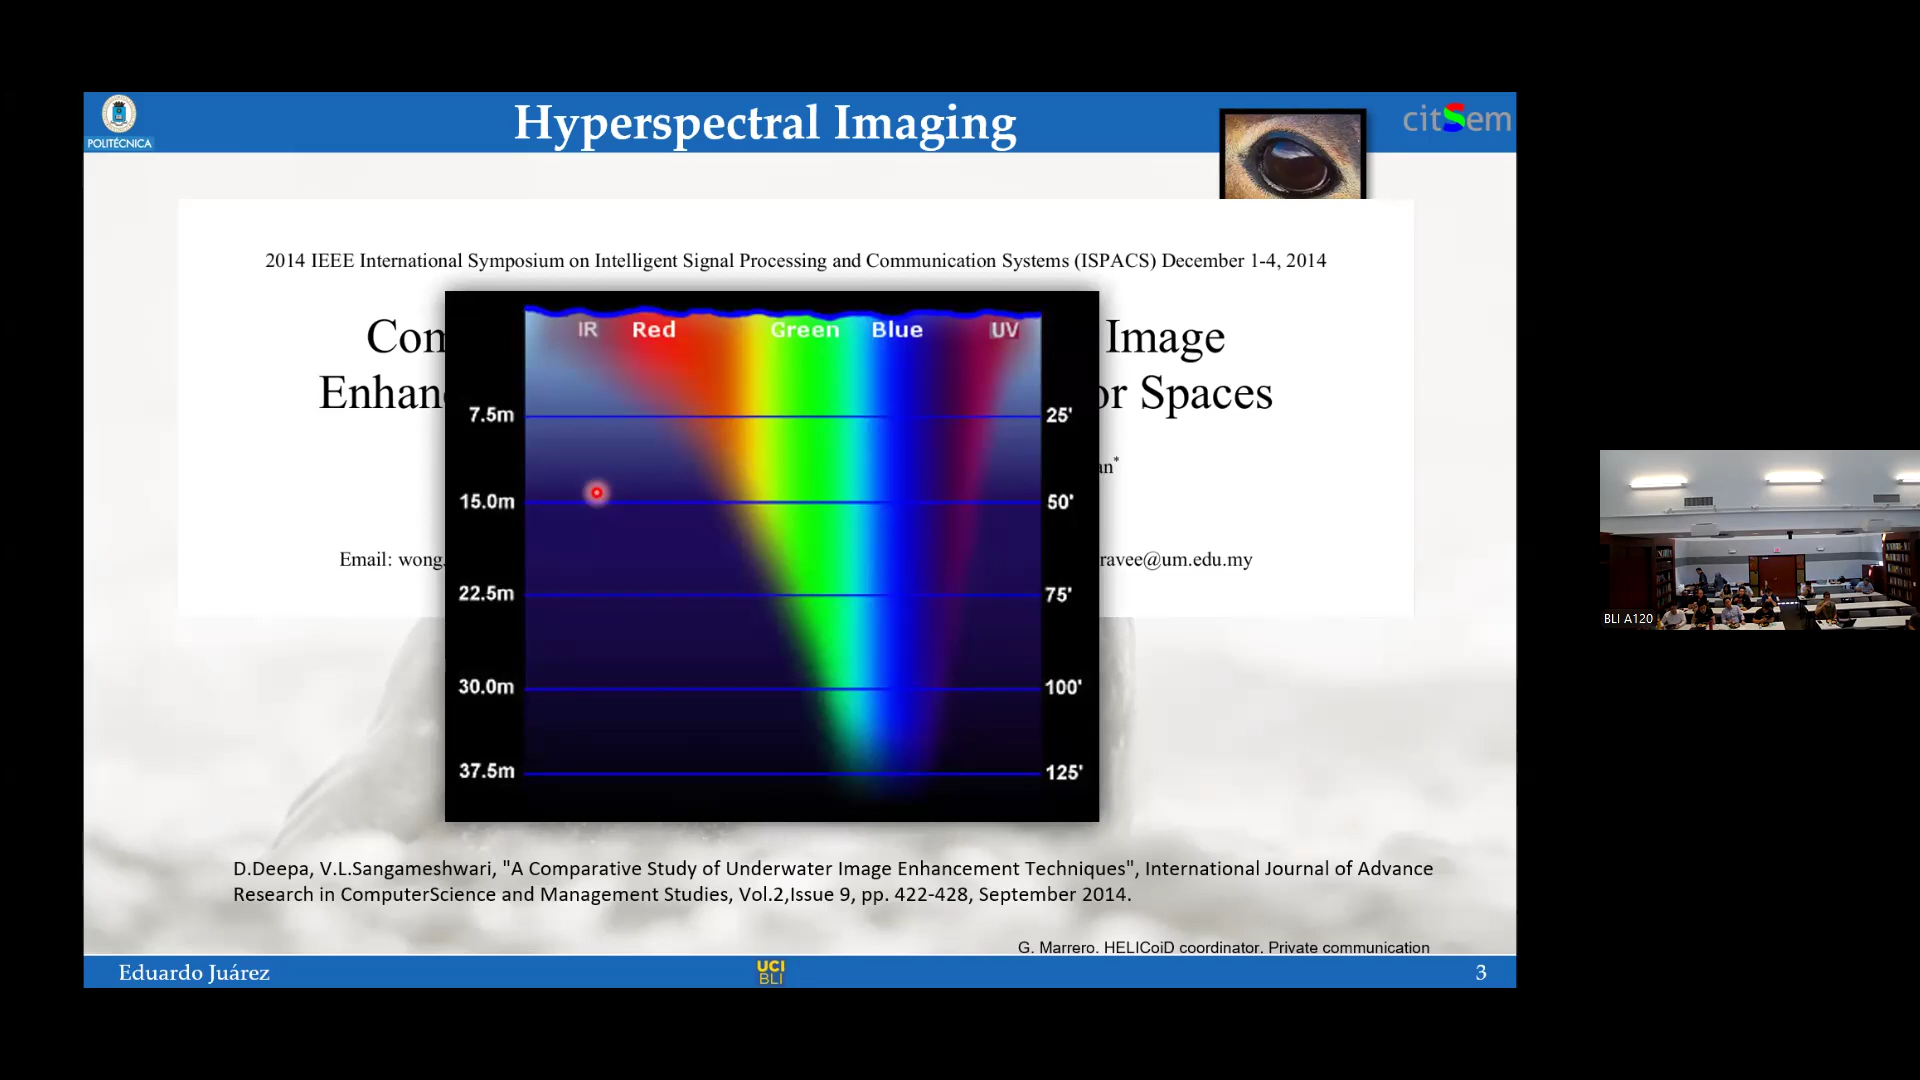 POLITÉCNICA
Hyperspectral Imaging
citSem
2014 IEEE International Symposium on Intelligent Signal Processing and Communication Systems (ISPACS) December 1-4, 2014
Com Image
Enhan or Spaces
an*
Email: wong. ravee@um.edu.my
IR Red Green Blue UV
7.5m 25'
15.0m 50'
22.5m 75'
30.0m 100'
37.5m 125'
D.Deepa, V.L.Sangameshwari, "A Comparative Study of Underwater Image Enhancement Techniques", International Journal of Advance
Research in ComputerScience and Management Studies, Vol.2,Issue 9, pp. 422-428, September 2014.
G. Marrero. HELICoiD coordinator. Private communication
Eduardo Juárez
UCI
BLI
3
BLI A120